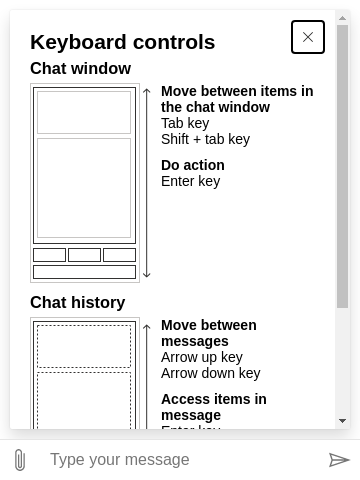 Keyboard controls
Chat window
Move between items in
the chat window
Tab key
Shift + tab key
Do action
Enter key
Chat history
Move between
messages
Arrow up key
Arrow down key
Access items in
message
Enter key
Type your message